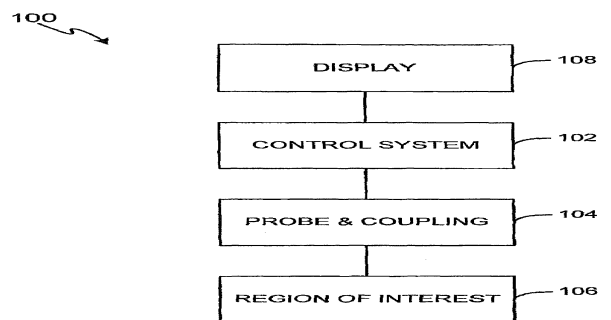 100
DISPLAY
108
CONTROL SYSTEM
102
PROBE & COUPLING
104
REGION OF INTEREST
106